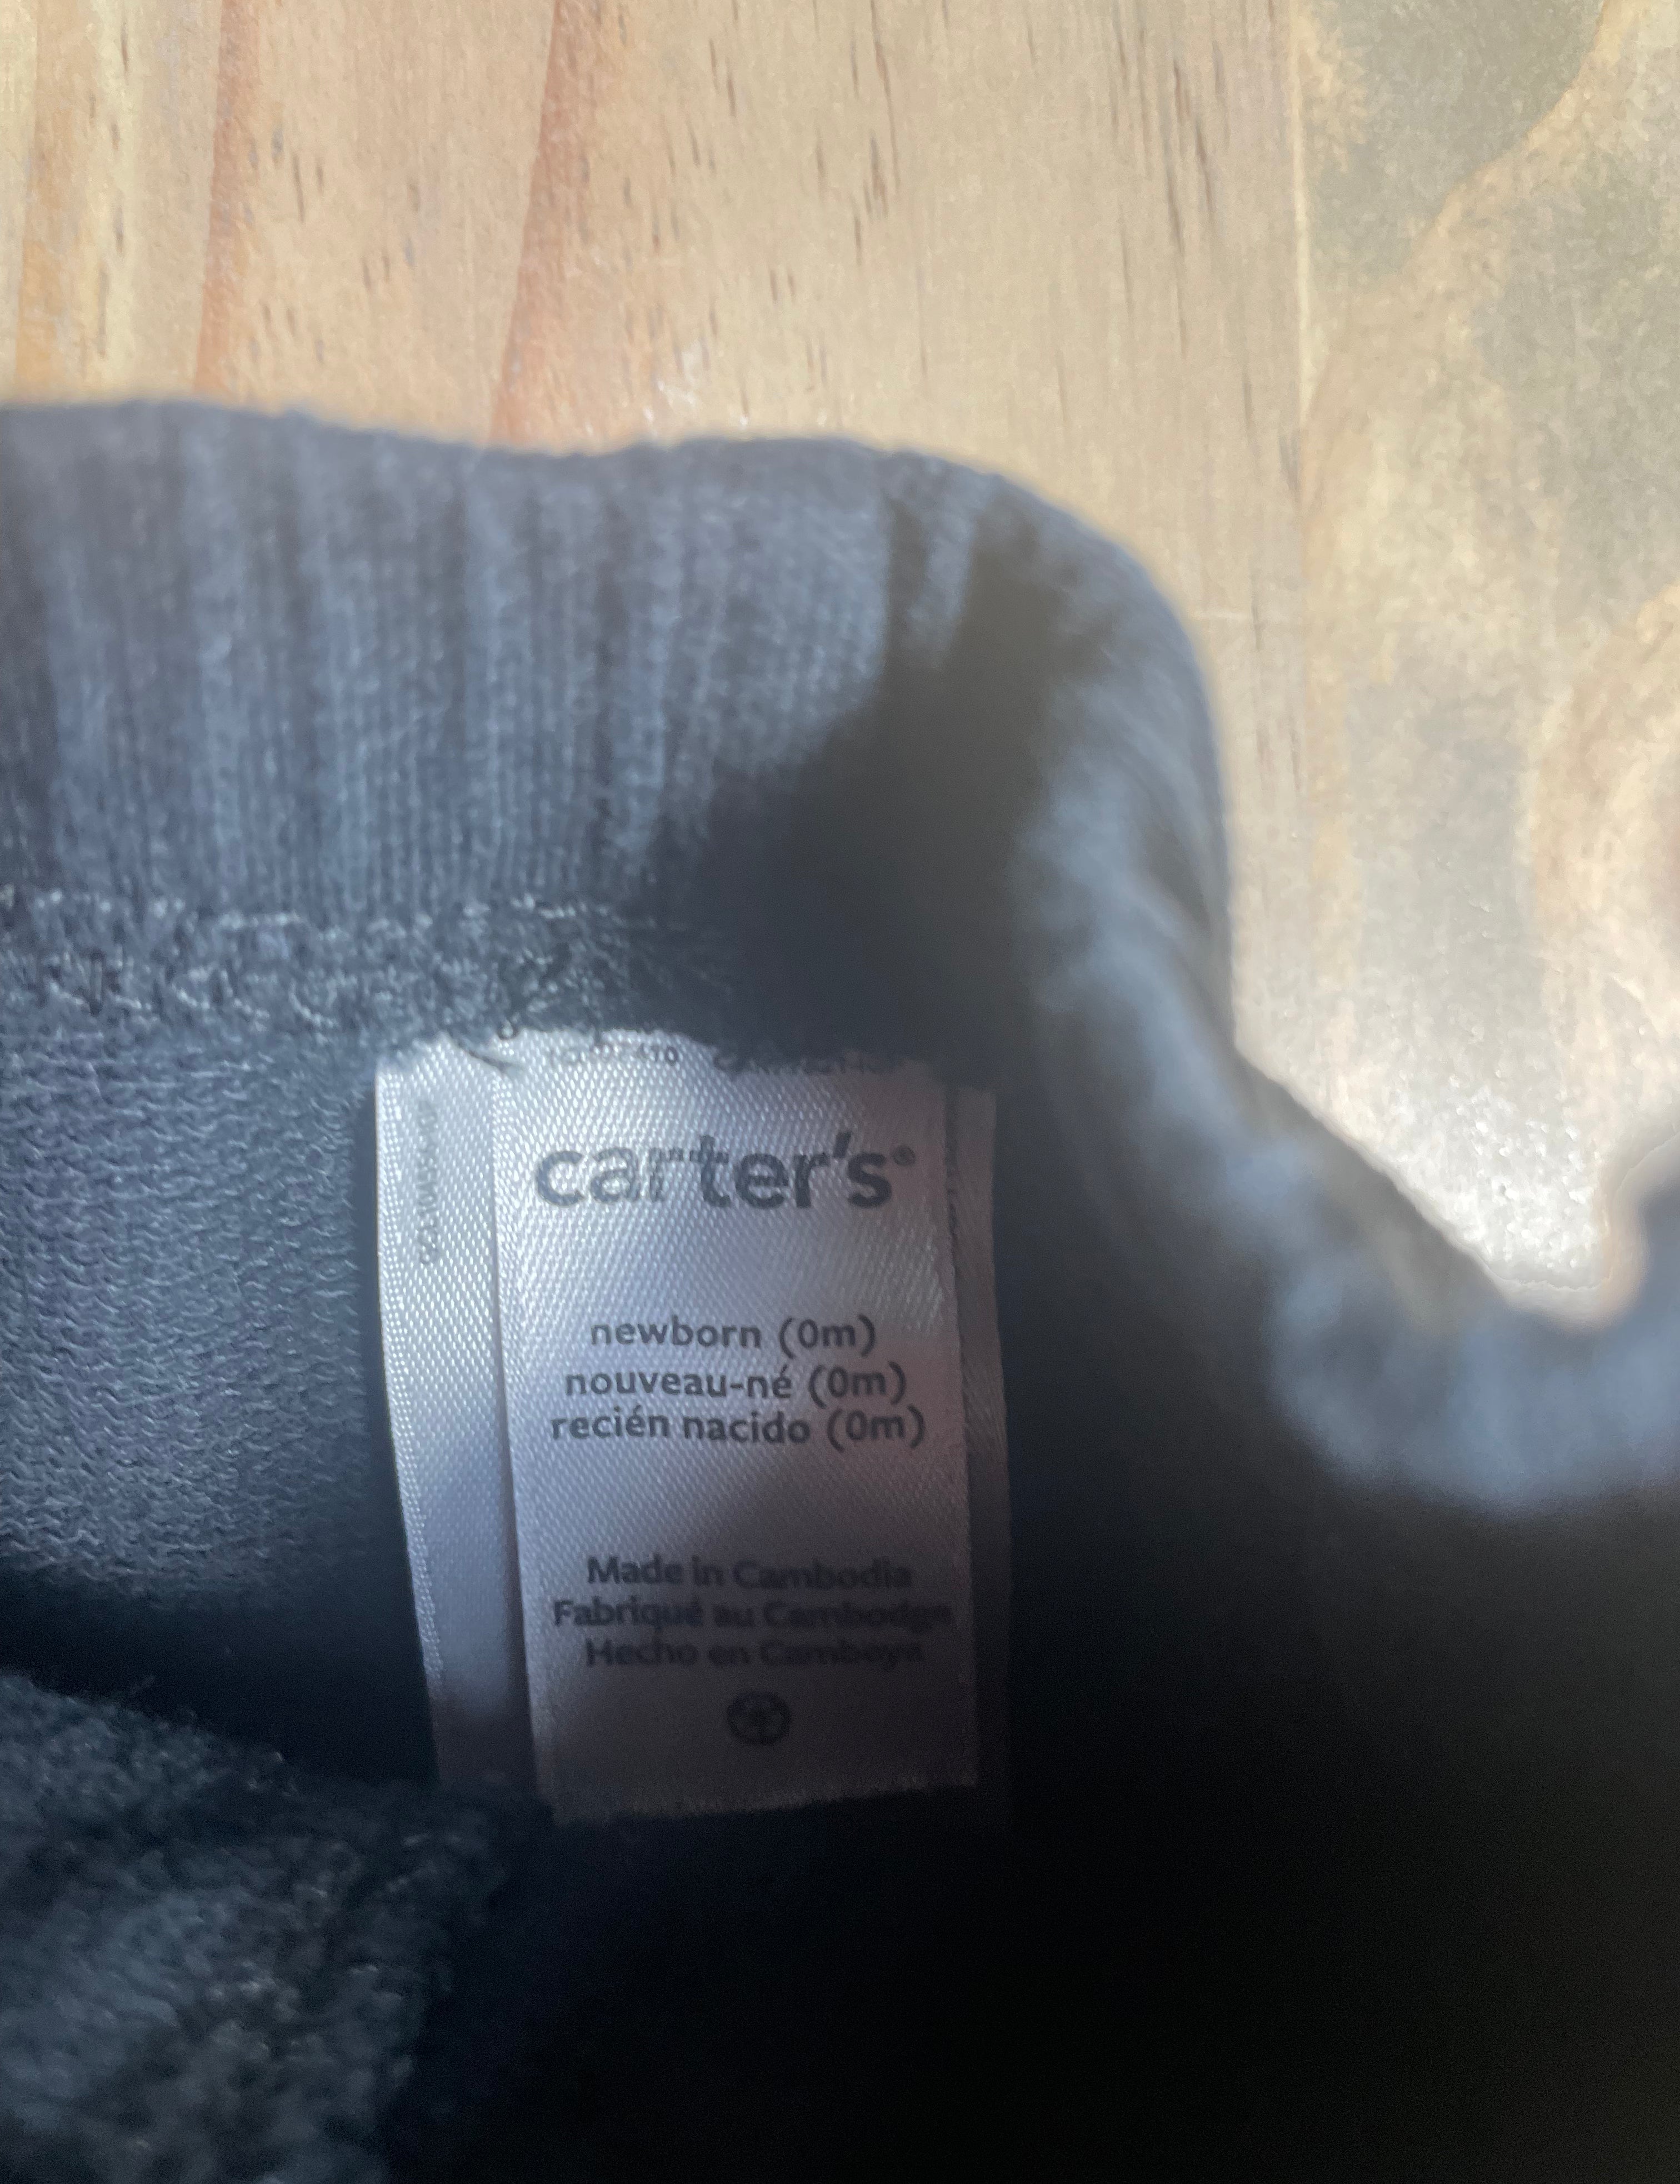 carter's®
newborn (0m)
nouveau-né (0m)
recién nacido (0m)
Made in Cambodia
Fabriqué au Cambodge
Hecho en Camboya